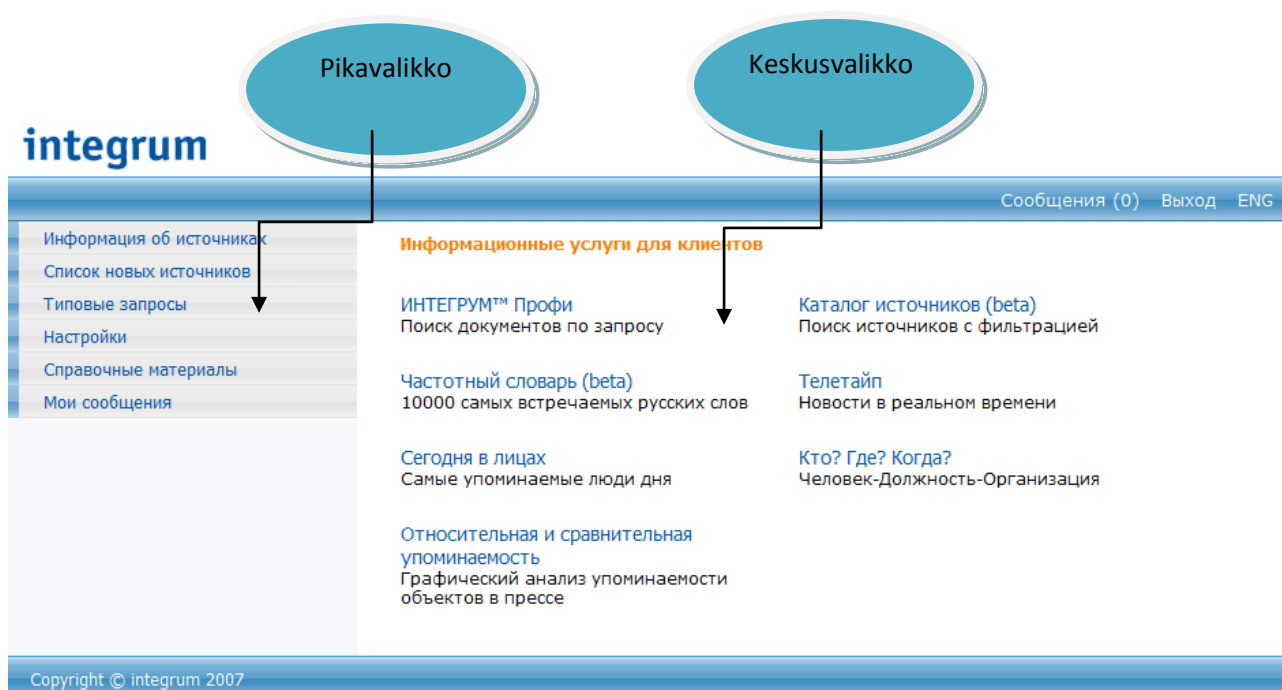 Pikavalikko
Keskusvalikko
integrum
Сообщения (0) Выход ENG
Информация об источниках
Список новых источников
Типовые запросы
Настройки
Справочные материалы
Мои сообщения
Информационные услуги для клиентов
ИНТЕГРУМ™ Профи
Поиск документов по запросу
Каталог источников (beta)
Поиск источников с фильтрацией
Частотный словарь (beta)
10000 самых встречаемых русских слов
Телетайп
Новости в реальном времени
Сегодня в лицах
Самые упоминаемые люди дня
Кто? Где? Когда?
Человек-Должность-Организация
Относительная и сравнительная
упоминаемость
Графический анализ упоминаемости
объектов в прессе
Copyright © integrum 2007